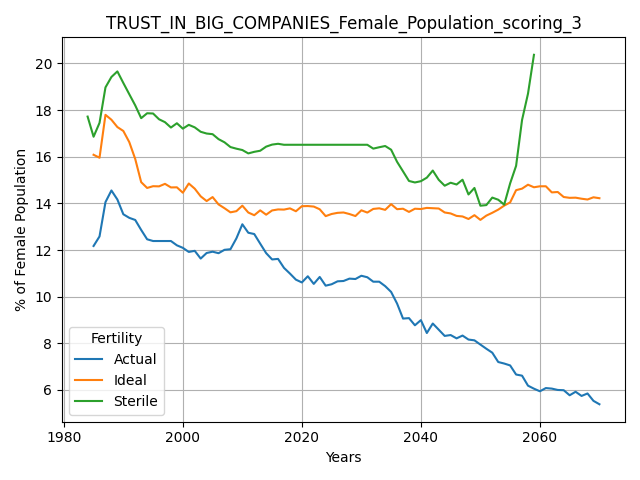 TRUST_IN_BIG_COMPANIES_Female_Population_scoring_3
% of Female Population
20
18
16
14
12
10
8
6
Fertility
Actual
Ideal
Sterile
1980 2000 2020 2040 2060
Years